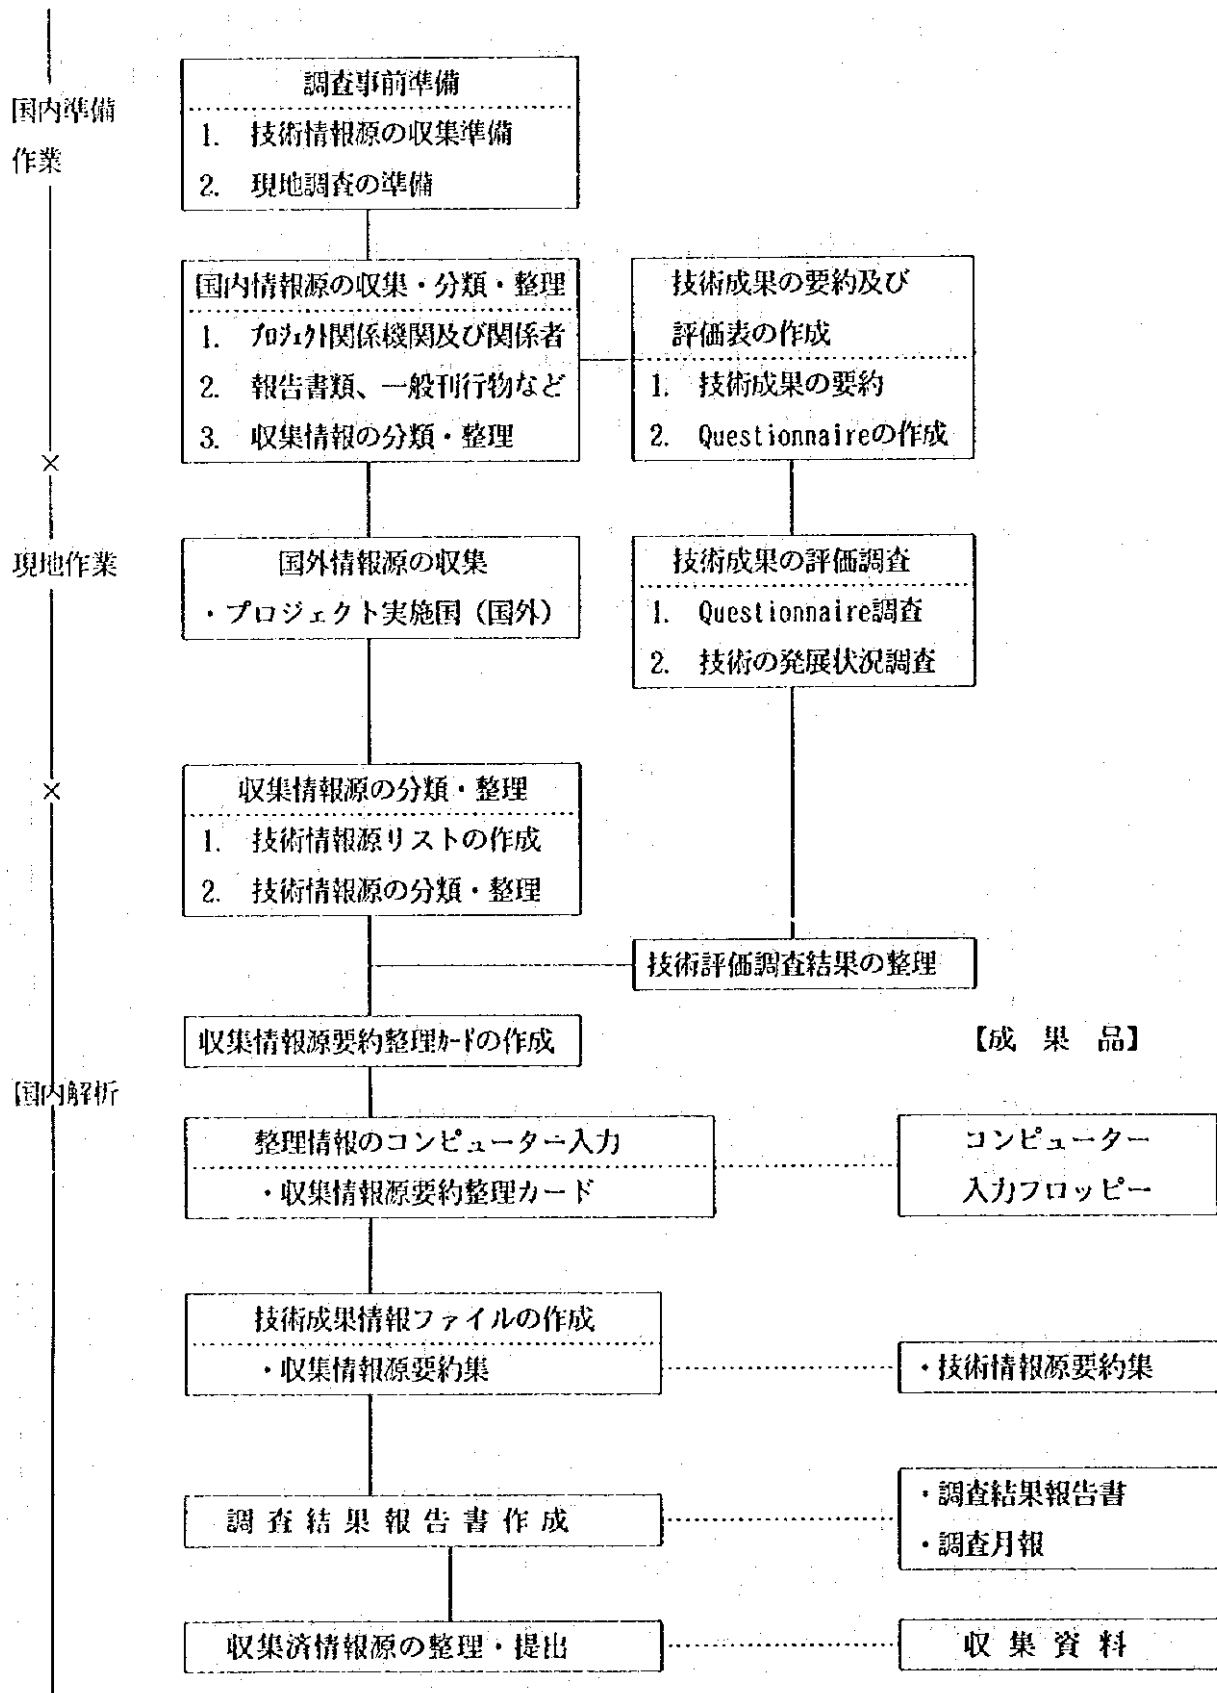 国内準備
作業
調査事前準備
1. 技術情報源の収集準備
2. 現地調査の準備
国内情報源の収集・分類・整理
1. プロジェクト関係機関及び関係者
2. 報告書類、一般刊行物など
3. 収集情報の分類・整理
技術成果の要約及び
評価表の作成
1. 技術成果の要約
2. Questionnaireの作成
×
現地作業
国外情報源の収集
・プロジェクト実施国（国外）
技術成果の評価調査
1. Questionnaire調査
2. 技術の発展状況調査
×
収集情報源の分類・整理
1. 技術情報源リストの作成
2. 技術情報源の分類・整理
技術評価調査結果の整理
収集情報源要約整理カードの作成
【成 果 品】
国内解析
整理情報のコンピューター入力
・収集情報源要約整理カード
コンピューター
入力フロッピー
技術成果情報ファイルの作成
・収集情報源要約集
・技術情報源要約集
調 査 結 果 報 告 書 作 成
・調査結果報告書
・調査月報
収集済情報源の整理・提出
収 集 資 料